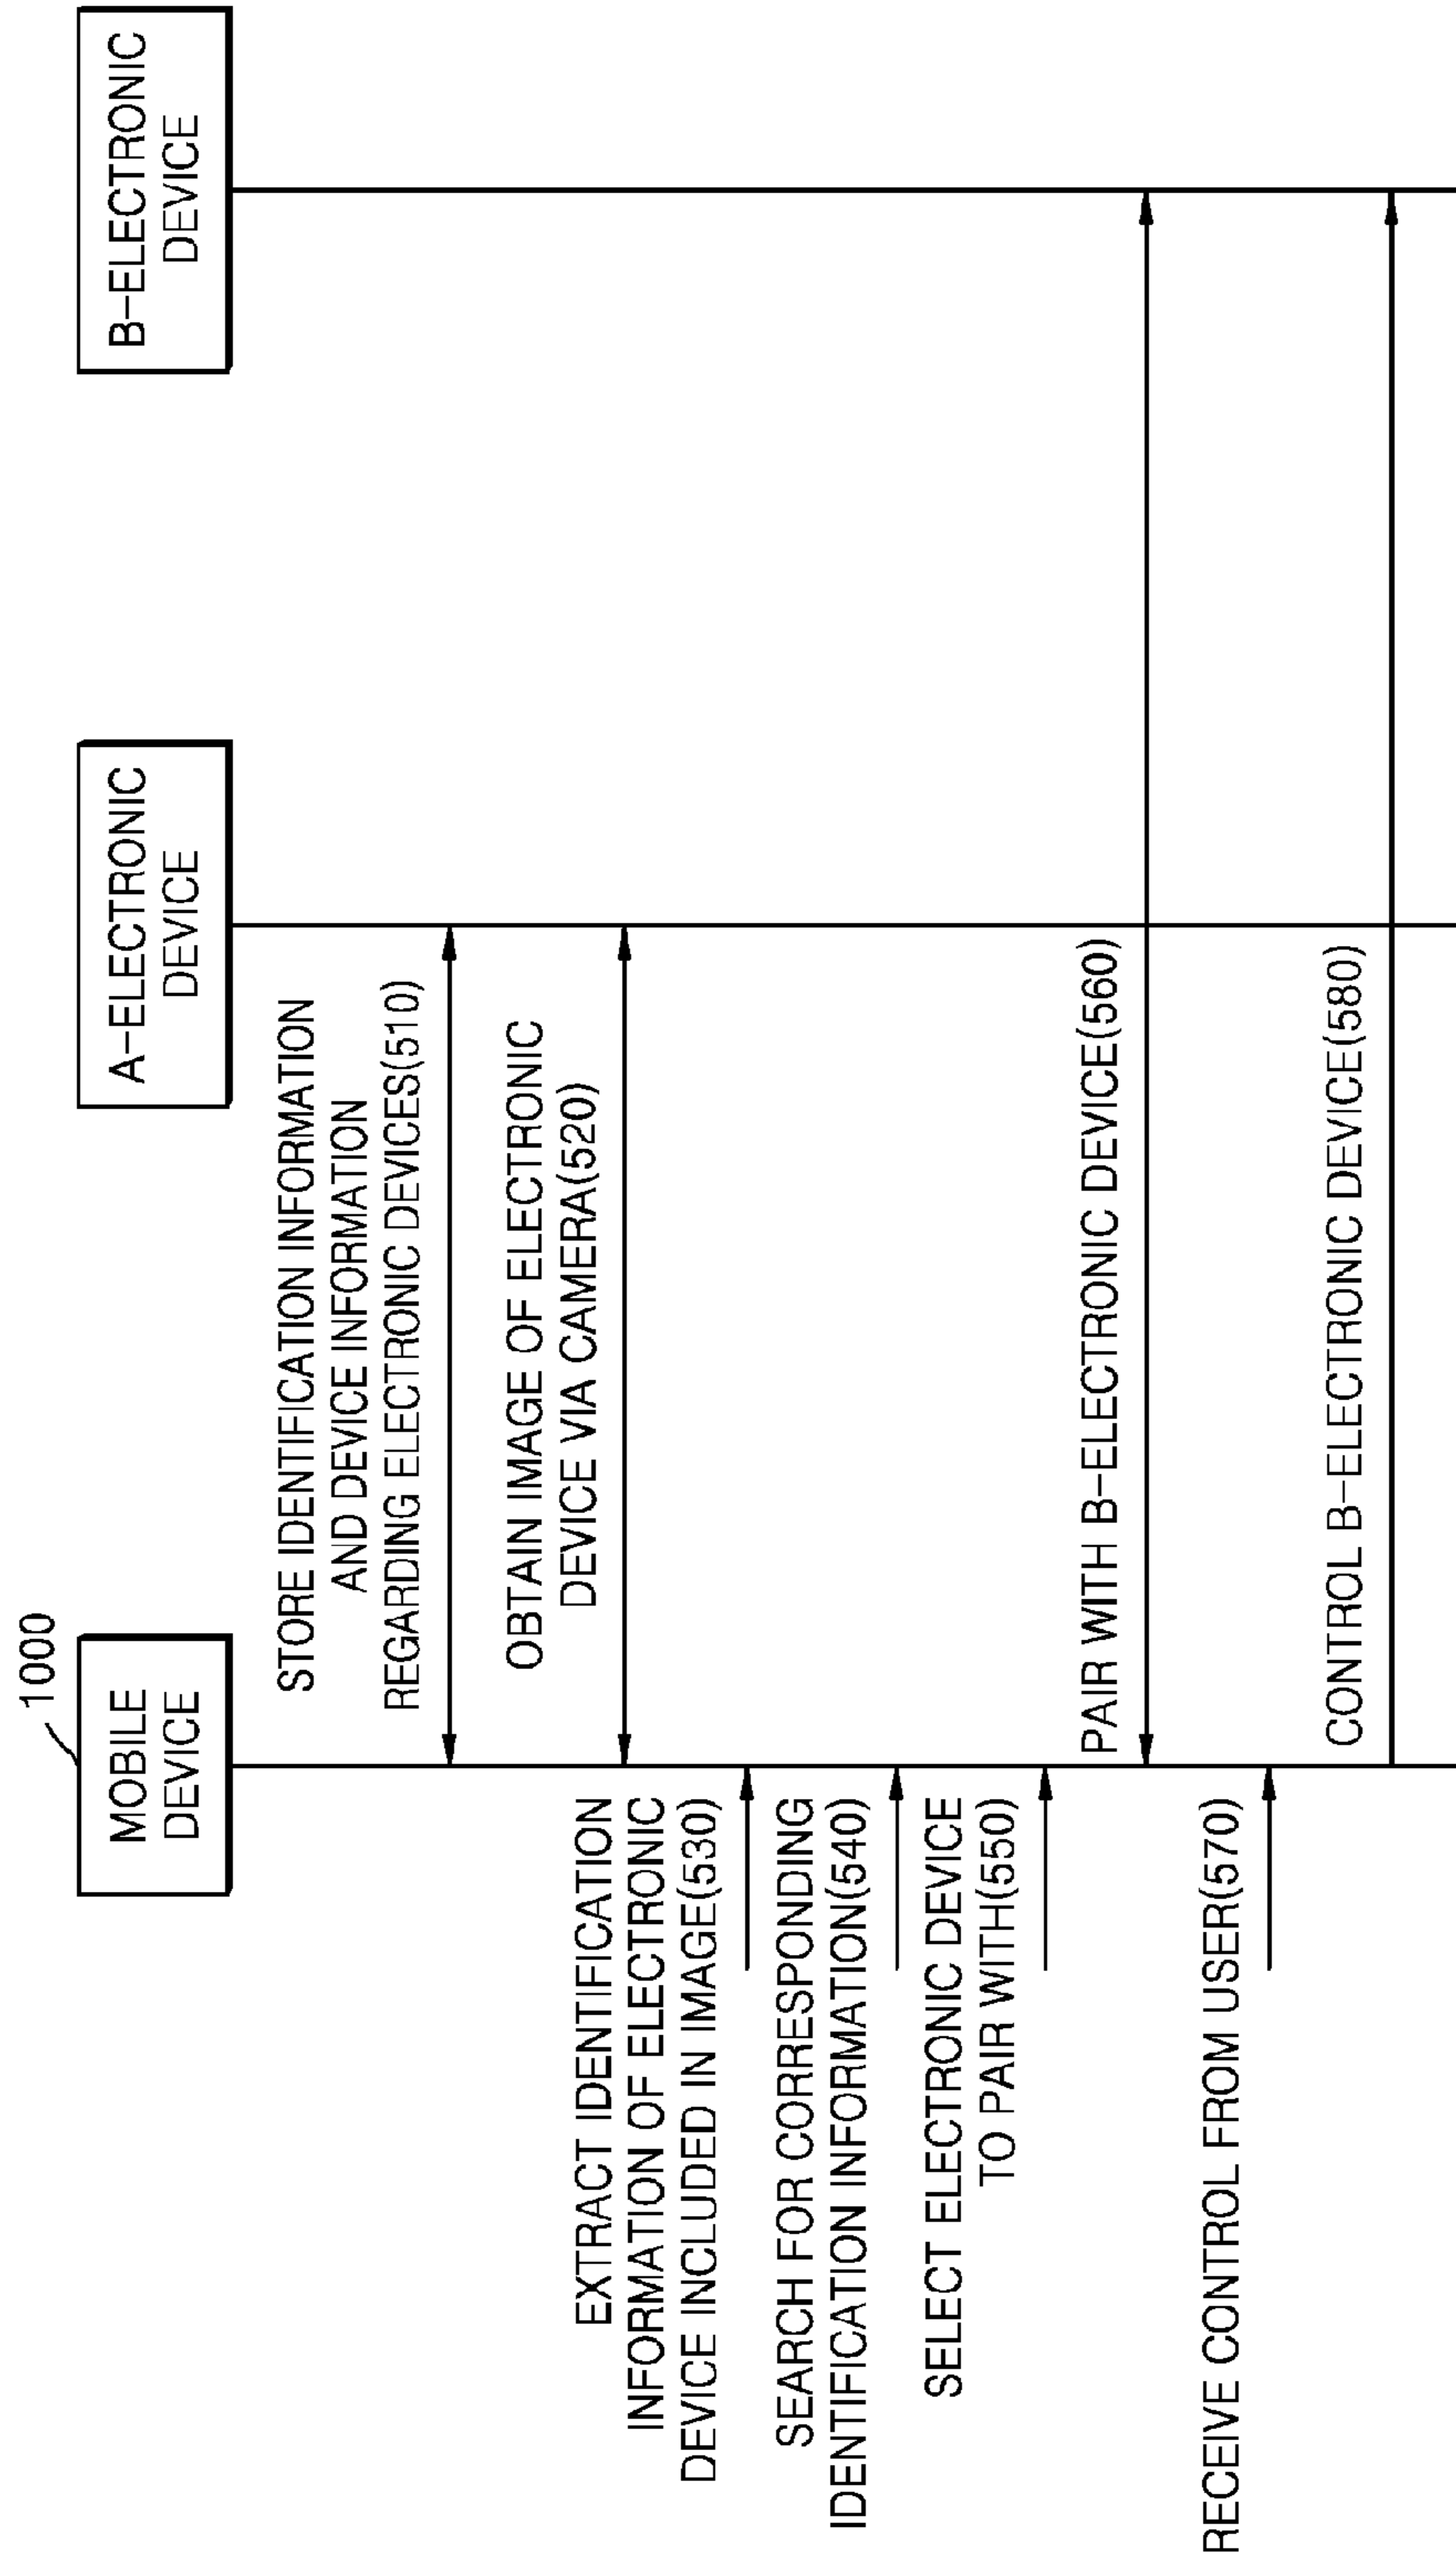 1000
MOBILE
DEVICE
A-ELECTRONIC
DEVICE
B-ELECTRONIC
DEVICE
STORE IDENTIFICATION INFORMATION
AND DEVICE INFORMATION
REGARDING ELECTRONIC DEVICES(510)
OBTAIN IMAGE OF ELECTRONIC
DEVICE VIA CAMERA(520)
EXTRACT IDENTIFICATION
INFORMATION OF ELECTRONIC
DEVICE INCLUDED IN IMAGE(530)
SEARCH FOR CORRESPONDING
IDENTIFICATION INFORMATION(540)
SELECT ELECTRONIC DEVICE
TO PAIR WITH(550)
PAIR WITH B-ELECTRONIC DEVICE(560)
RECEIVE CONTROL FROM USER(570)
CONTROL B-ELECTRONIC DEVICE(580)